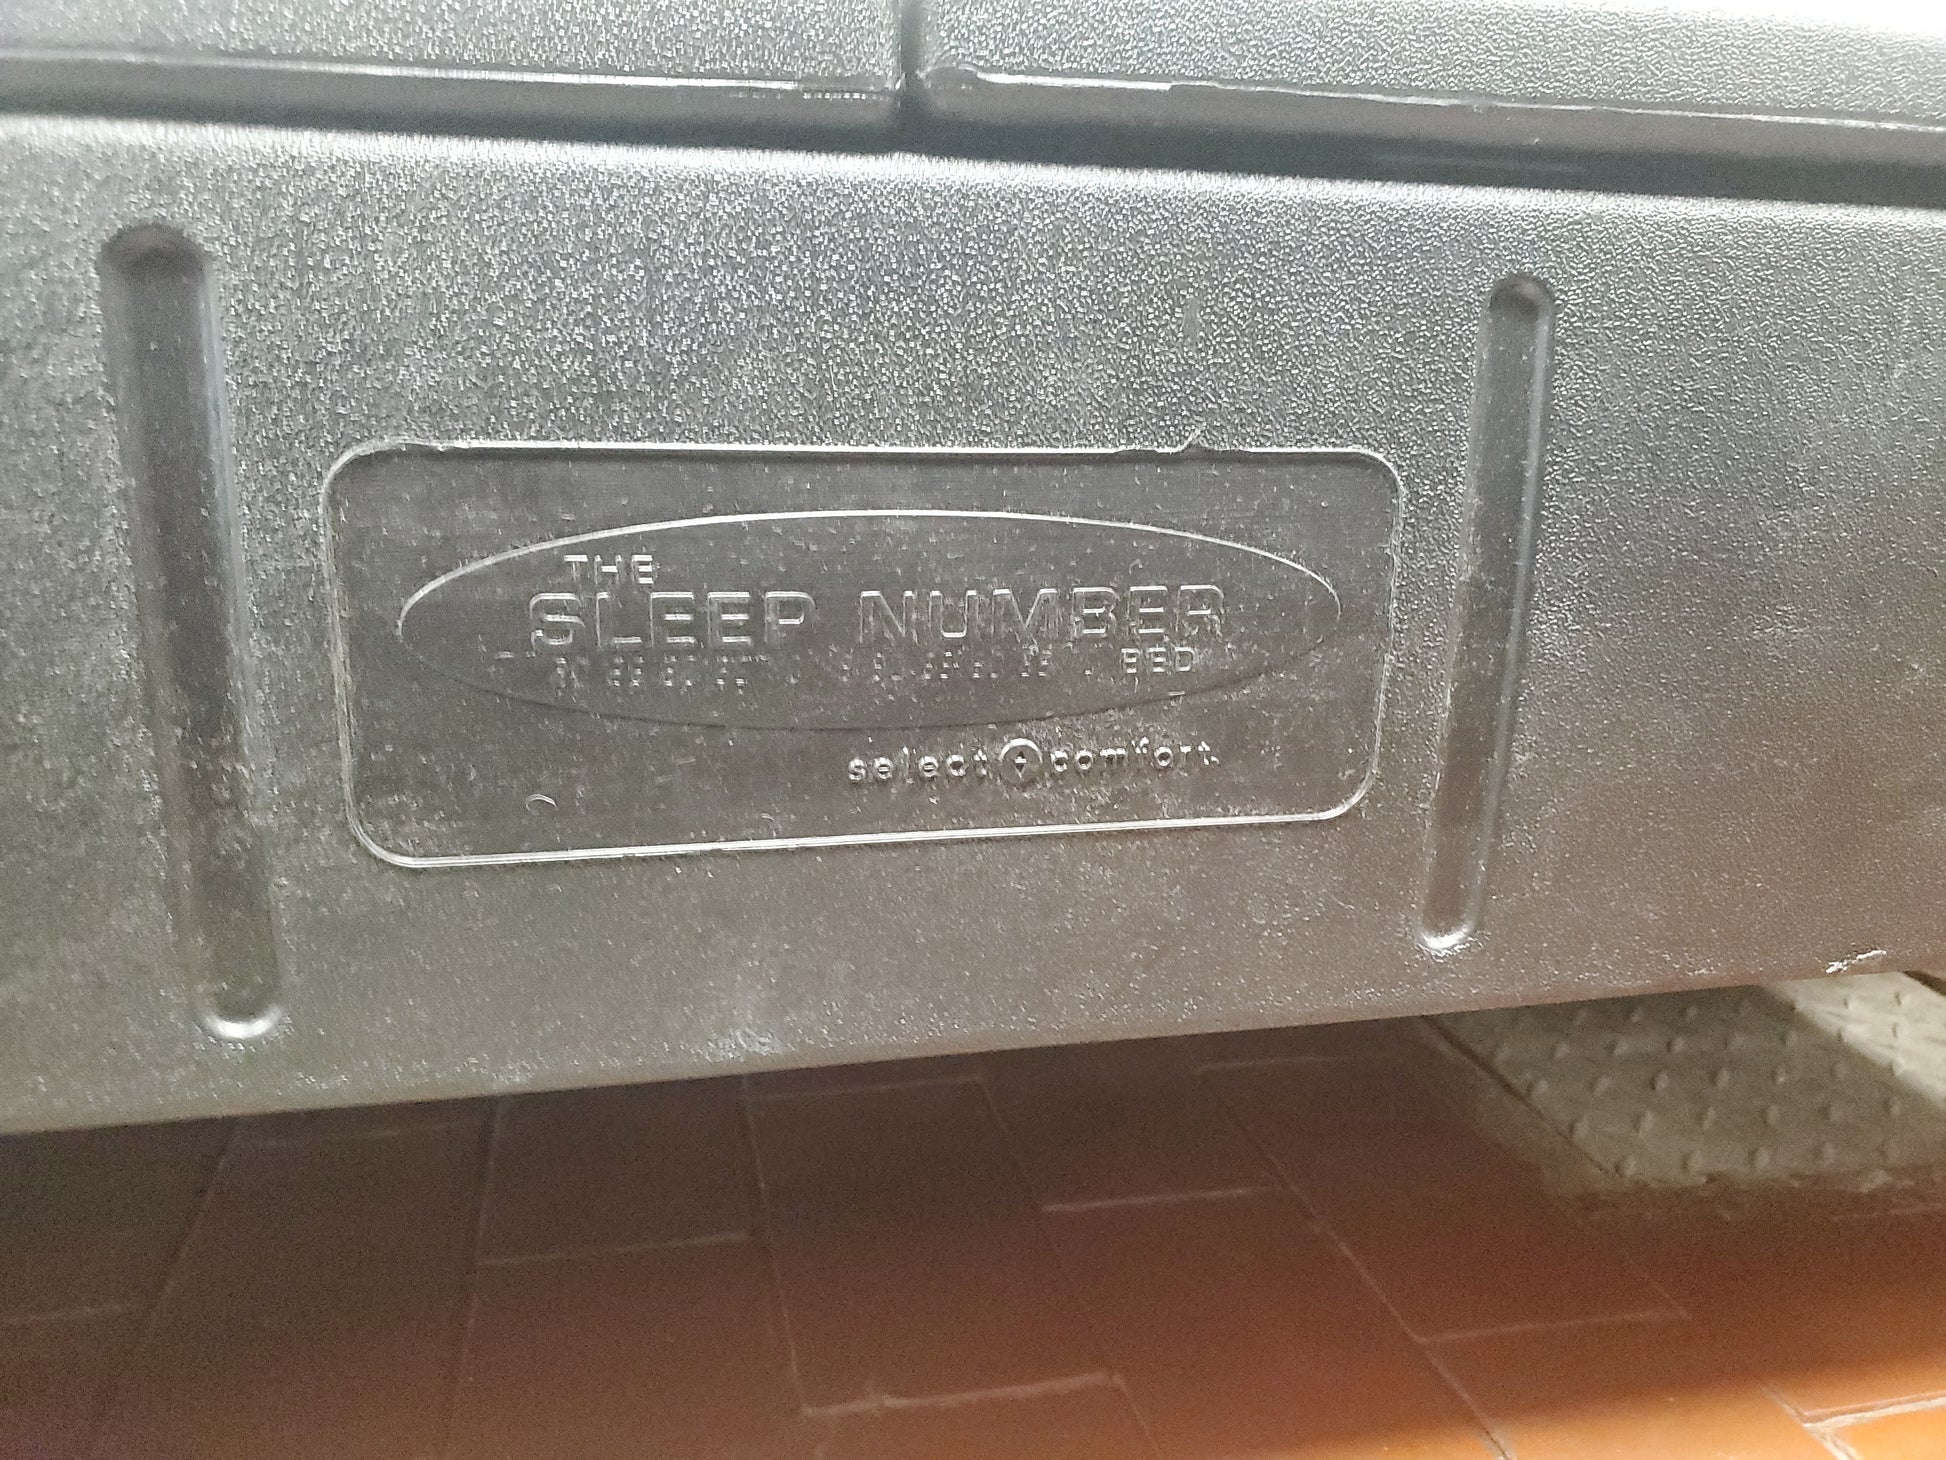 THE
SLEEP NUMBER
BED
select comfort.